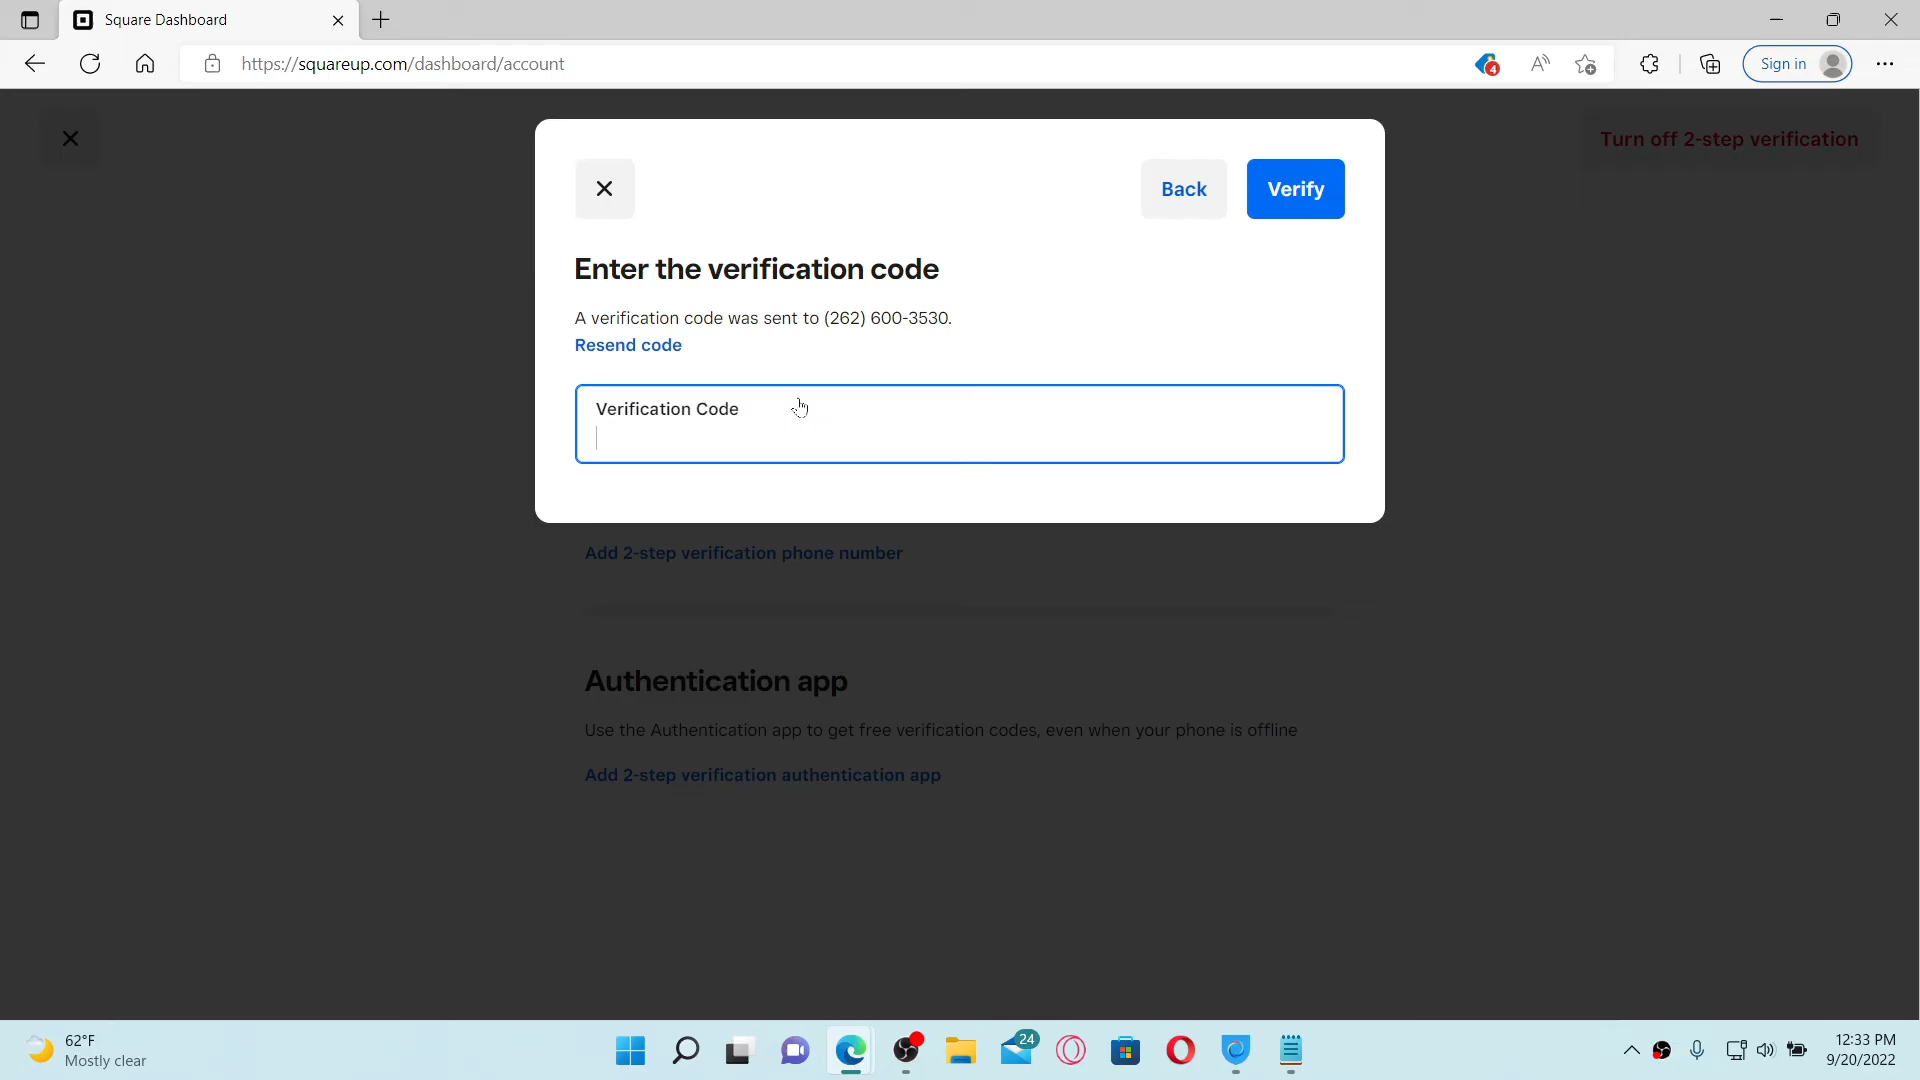 Square Dashboard
https://squareup.com/dashboard/account
4
A»
Sign in
Turn off 2-step verification
Back
Verify
Enter the verification code
A verification code was sent to (262) 600-3530.
Resend code
Verification Code
Add 2-step verification phone number
Authentication app
Use the Authentication app to get free verification codes, even when your phone is offline
Add 2-step verification authentication app
62°F
Mostly clear
24
12:33 PM
9/20/2022